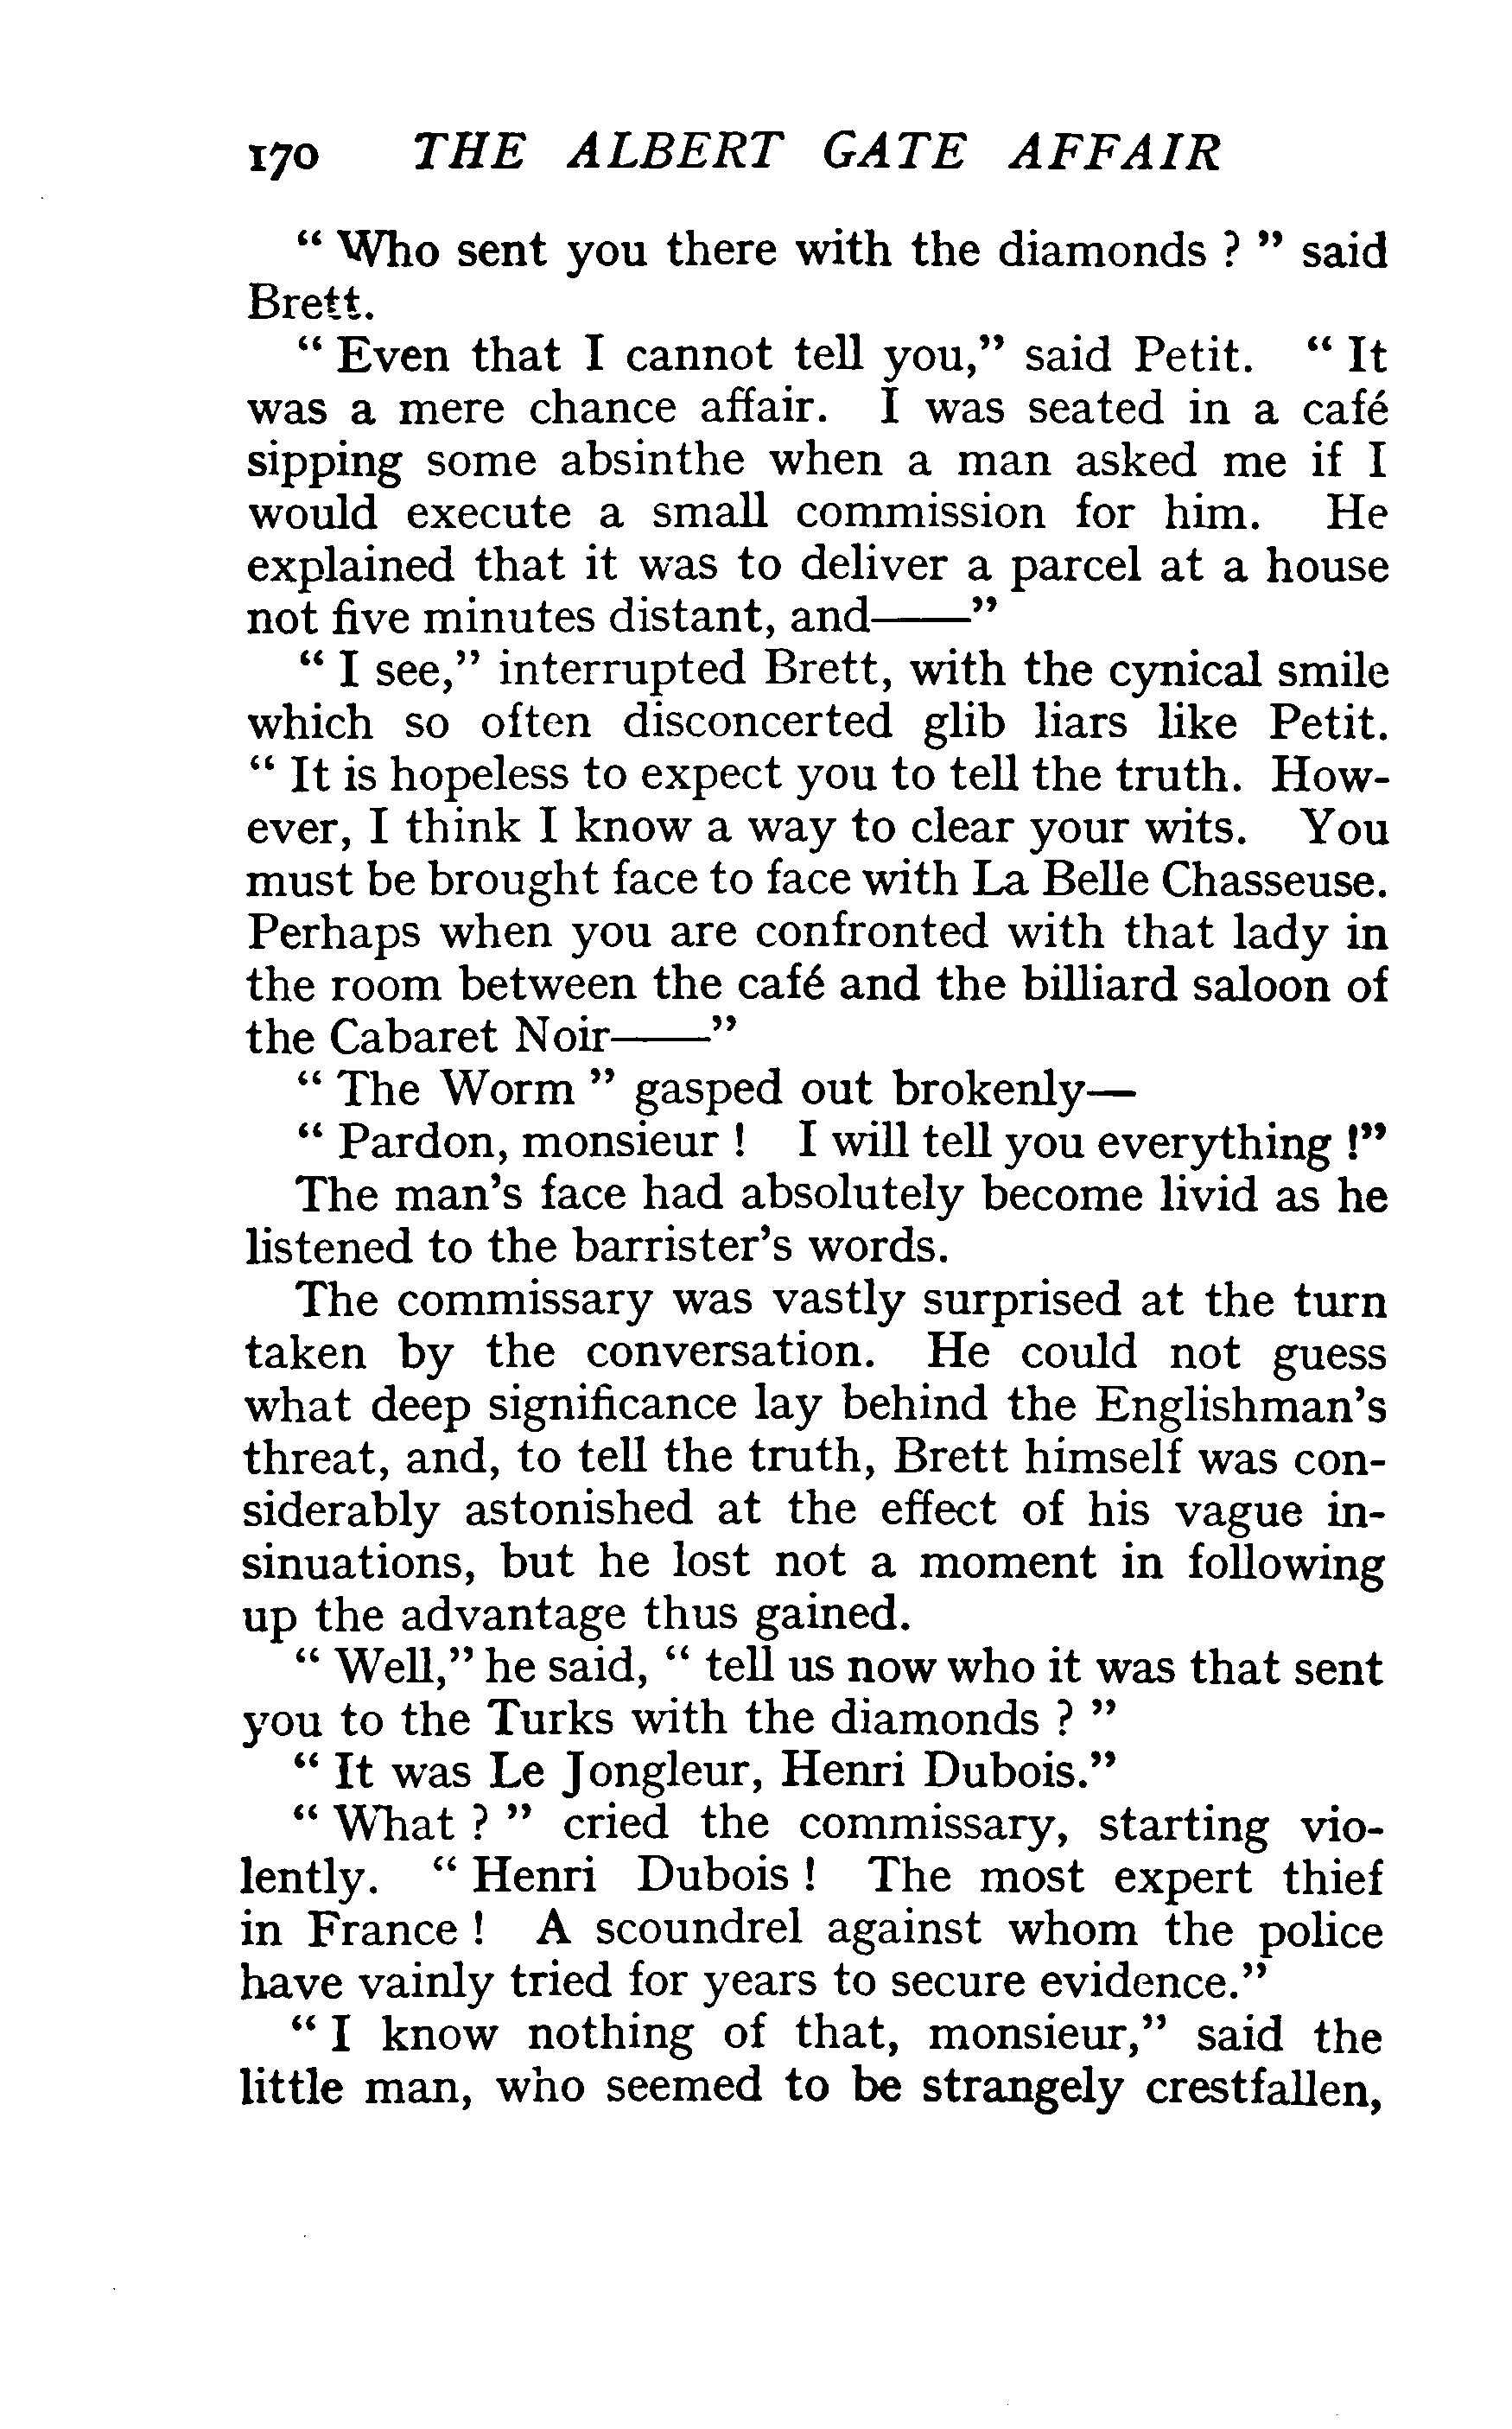 170 THE ALBERT GATE AFFAIR
“ Who sent you there with the diamonds ? ” said
Brett.
“ Even that I cannot tell you,” said Petit. “ It
was a mere chance affair. I was seated in a café
sipping some absinthe when a man asked me if I
would execute a small commission for him. He
explained that it was to deliver a parcel at a house
not five minutes distant, and——”
“ I see,” interrupted Brett, with the cynical smile
which so often disconcerted glib liars like Petit.
“ It is hopeless to expect you to tell the truth. How-
ever, I think I know a way to clear your wits. You
must be brought face to face with La Belle Chasseuse.
Perhaps when you are confronted with that lady in
the room between the café and the billiard saloon of
the Cabaret Noir——”
“ The Worm ” gasped out brokenly—
“ Pardon, monsieur ! I will tell you everything !”
The man’s face had absolutely become livid as he
listened to the barrister’s words.
The commissary was vastly surprised at the turn
taken by the conversation. He could not guess
what deep significance lay behind the Englishman’s
threat, and, to tell the truth, Brett himself was con-
siderably astonished at the effect of his vague in-
sinuations, but he lost not a moment in following
up the advantage thus gained.
“ Well,” he said, “ tell us now who it was that sent
you to the Turks with the diamonds ? ”
“ It was Le Jongleur, Henri Dubois.”
“ What ? ” cried the commissary, starting vio-
lently. “ Henri Dubois ! The most expert thief
in France ! A scoundrel against whom the police
have vainly tried for years to secure evidence.”
“ I know nothing of that, monsieur,” said the
little man, who seemed to be strangely crestfallen,